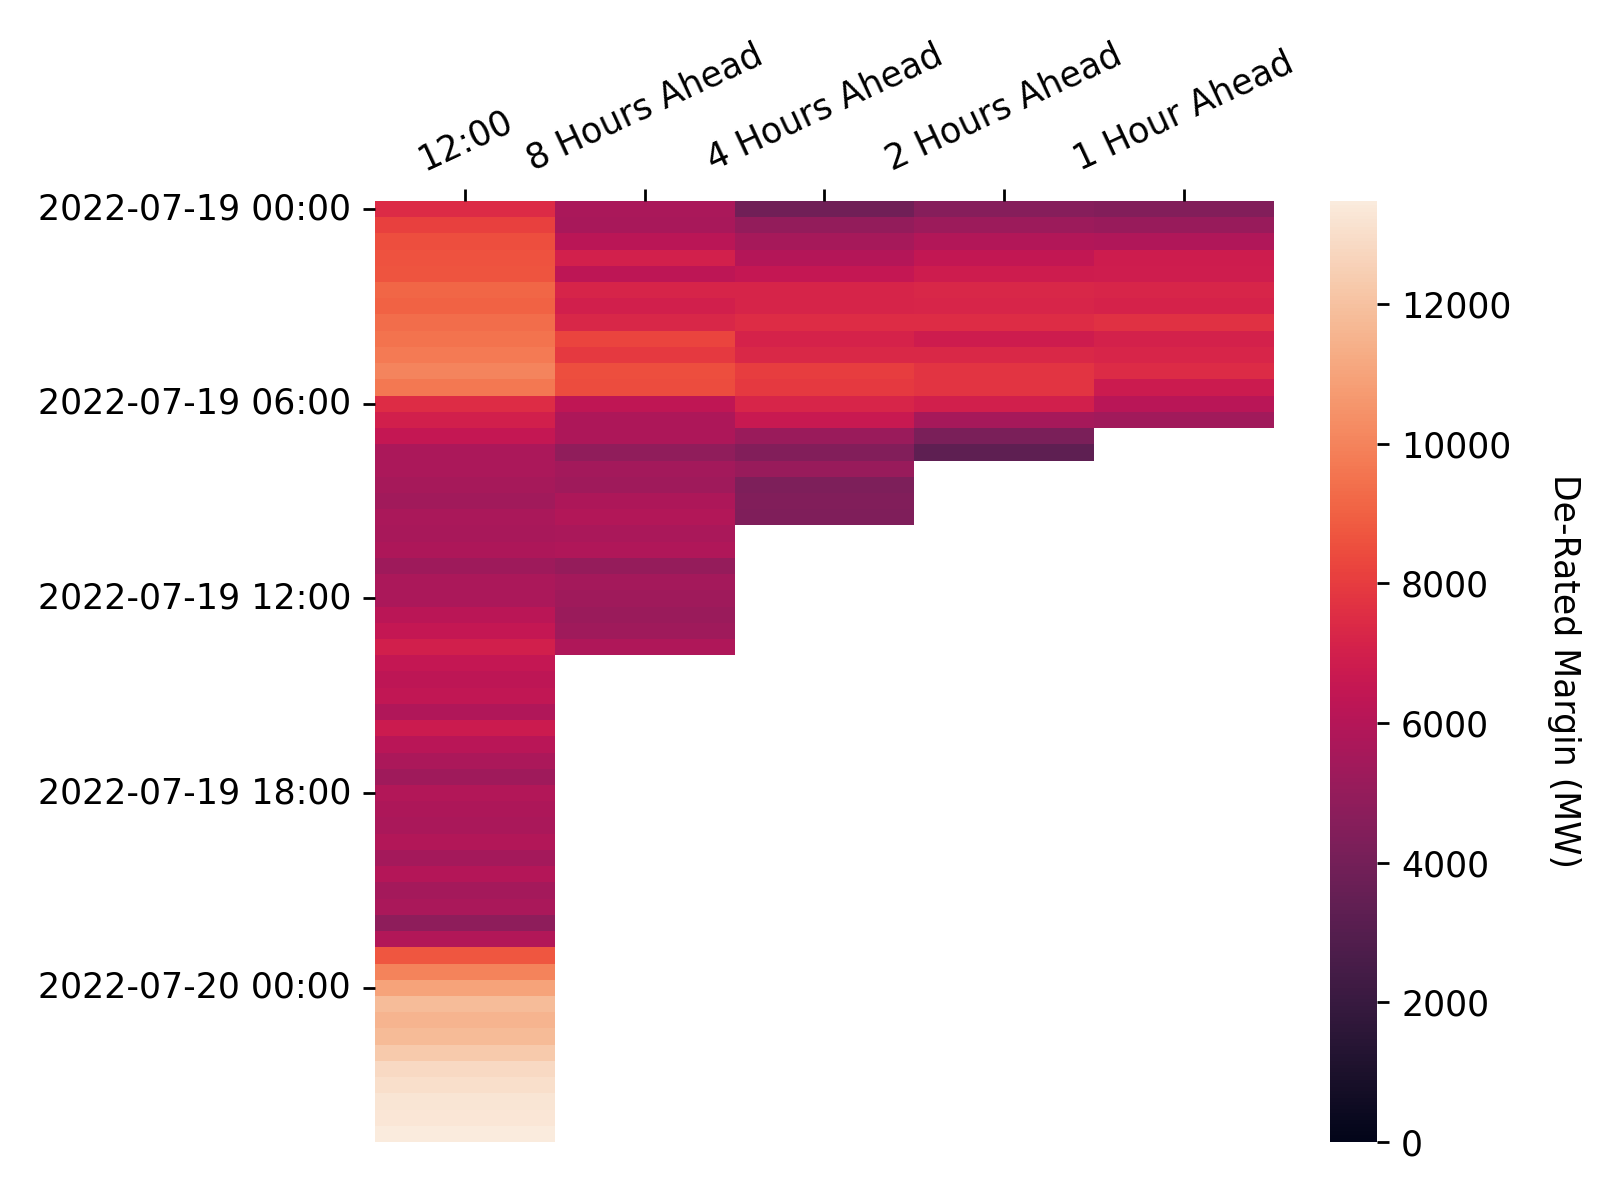 12:00
8 Hours Ahead
4 Hours Ahead
2 Hours Ahead
1 Hour Ahead
2022-07-19 00:00
2022-07-19 06:00
2022-07-19 12:00
2022-07-19 18:00
2022-07-20 00:00
12000
10000
8000
6000
4000
2000
0
De-Rated Margin (MW)